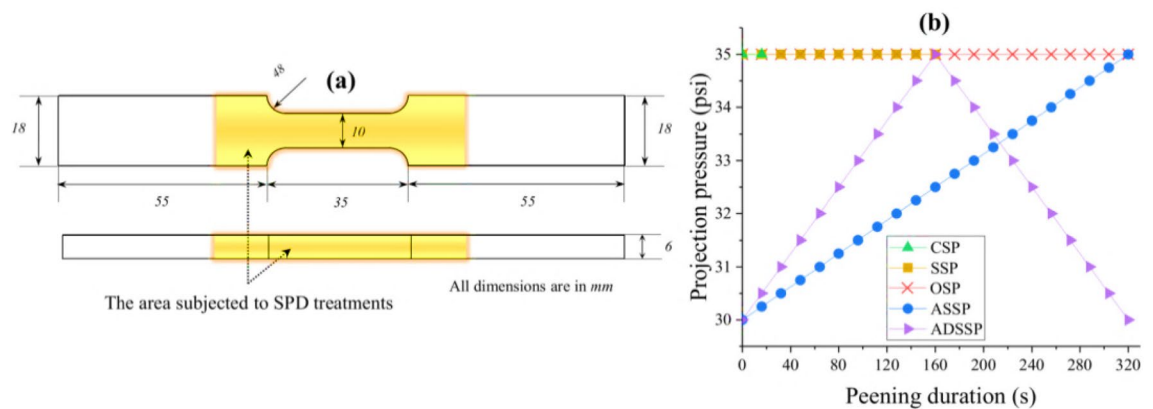 (a)
48
18
10
18
55
35
55
6
The area subjected to SPD treatments
All dimensions are in mm
(b)
Projection pressure (psi)
35
34
33
32
31
30
CSP
SSP
OSP
ASSP
ADSSP
0 40 80 120 160 200 240 280 320
Peening duration (s)